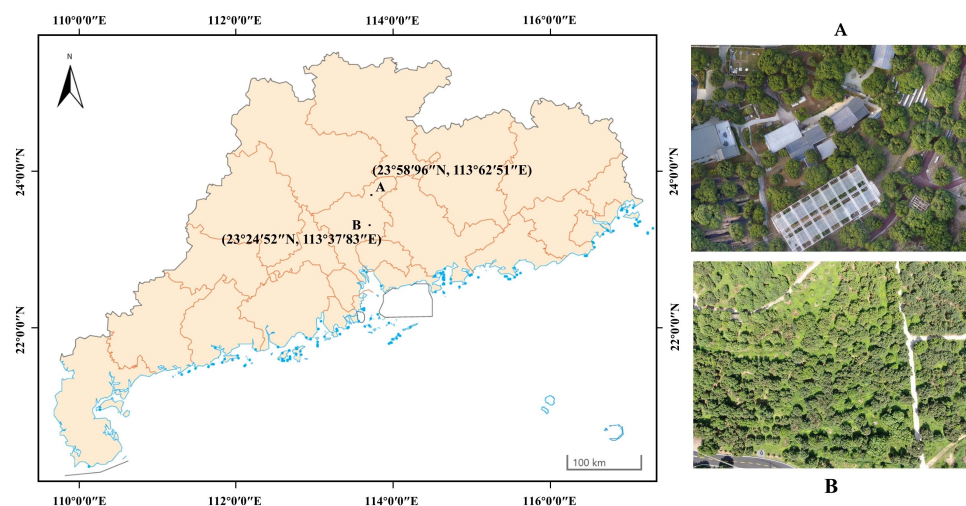 110°0′0″E 112°0′0″E 114°0′0″E 116°0′0″E
A
N
24°0′0″N
24°0′0″N
(23°58′96″N, 113°62′51″E)
A
B
(23°24′52″N, 113°37′83″E)
22°0′0″N
22°0′0″N
100 km
B
110°0′0″E 112°0′0″E 114°0′0″E 116°0′0″E